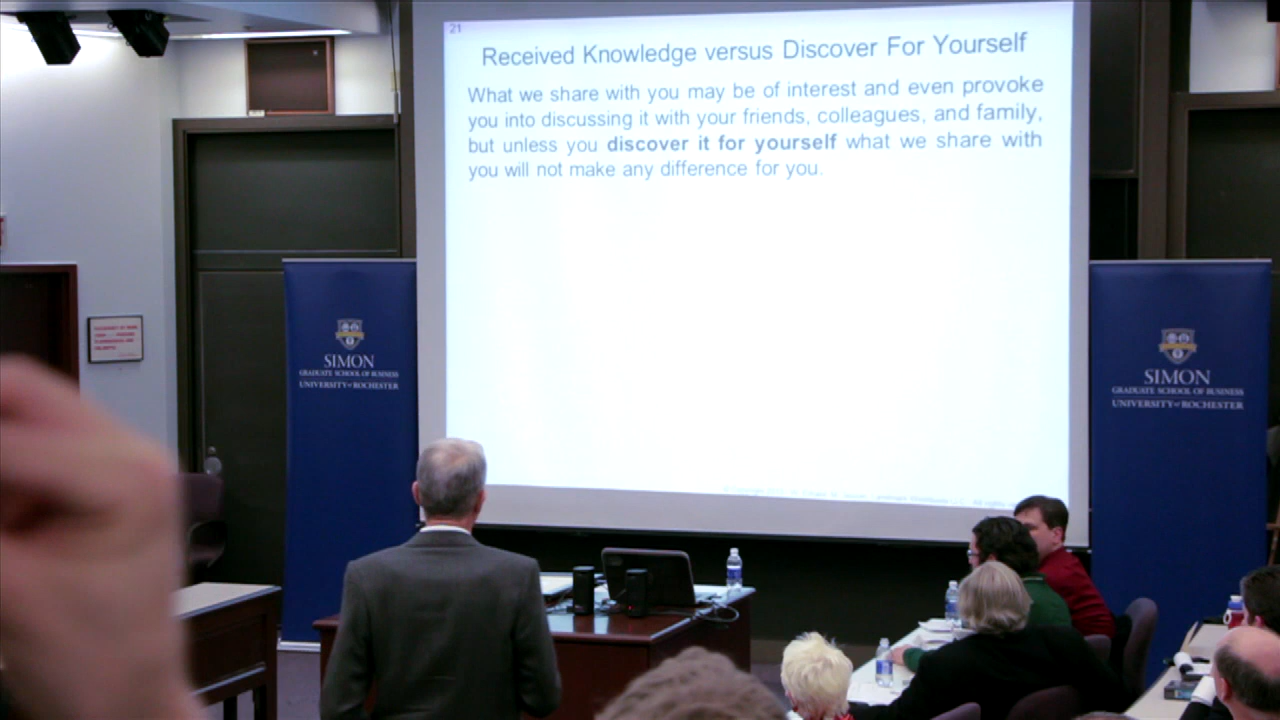 21
Received Knowledge versus Discover For Yourself
What we share with you may be of interest and even provoke
you into discussing it with your friends, colleagues, and family,
but unless you discover it for yourself what we share with
you will not make any difference for you.
SIMON
GRADUATE SCHOOL OF BUSINESS
UNIVERSITY of ROCHESTER
SIMON
GRADUATE SCHOOL OF BUSINESS
UNIVERSITY of ROCHESTER